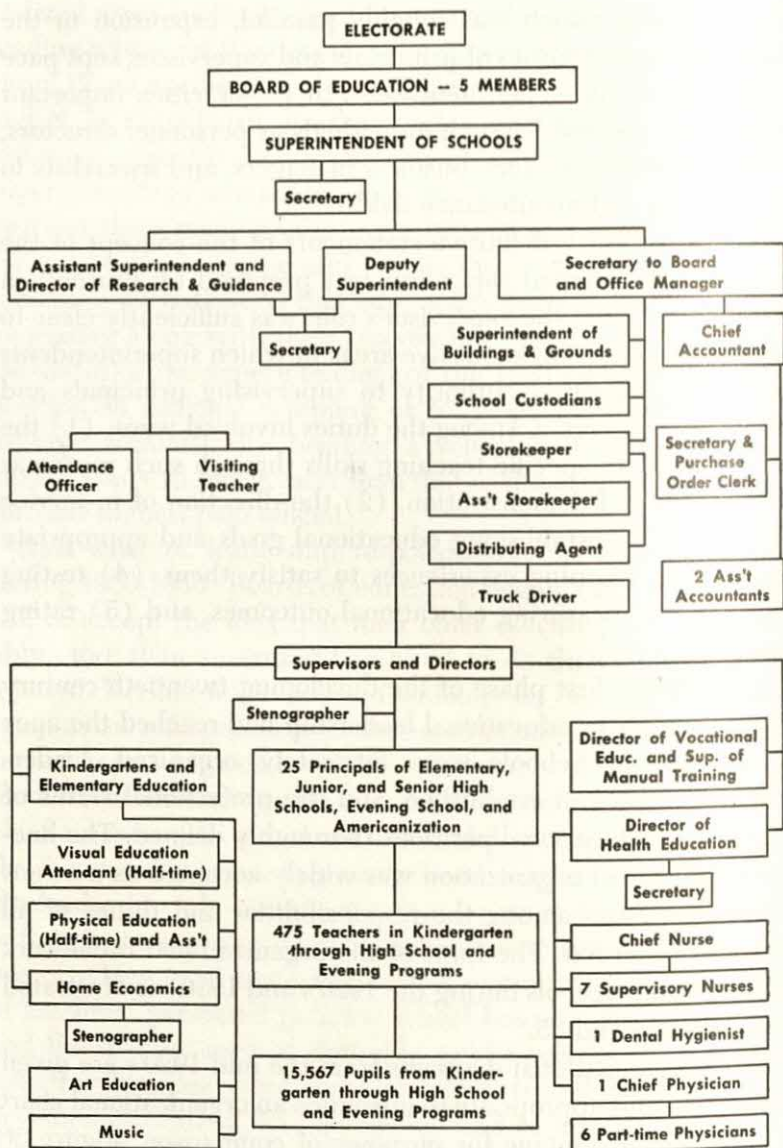 ELECTORATE
BOARD OF EDUCATION — 5 MEMBERS
SUPERINTENDENT OF SCHOOLS
Secretary
Assistant Superintendent and
Director of Research & Guidance
Deputy
Superintendent
Secretary to Board
and Office Manager
Secretary
Superintendent of
Buildings & Grounds
Chief
Accountant
School Custodians
Attendance
Officer
Visiting
Teacher
Storekeeper
Secretary &
Purchase
Order Clerk
Ass't Storekeeper
Distributing Agent
Truck Driver
2 Ass't
Accountants
Supervisors and Directors
Stenographer
Kindergartens and
Elementary Education
Visual Education
Attendant (Half-time)
Physical Education
(Half-time) and Ass't
Home Economics
Stenographer
Art Education
Music
25 Principals of Elementary,
Junior, and Senior High
Schools, Evening School, and
Americanization
475 Teachers in Kindergarten
through High School and
Evening Programs
15,567 Pupils from Kinder-
garten through High School
and Evening Programs
Director of Vocational
Educ. and Sup. of
Manual Training
Director of
Health Education
Secretary
Chief Nurse
7 Supervisory Nurses
1 Dental Hygienist
1 Chief Physician
6 Part-time Physicians